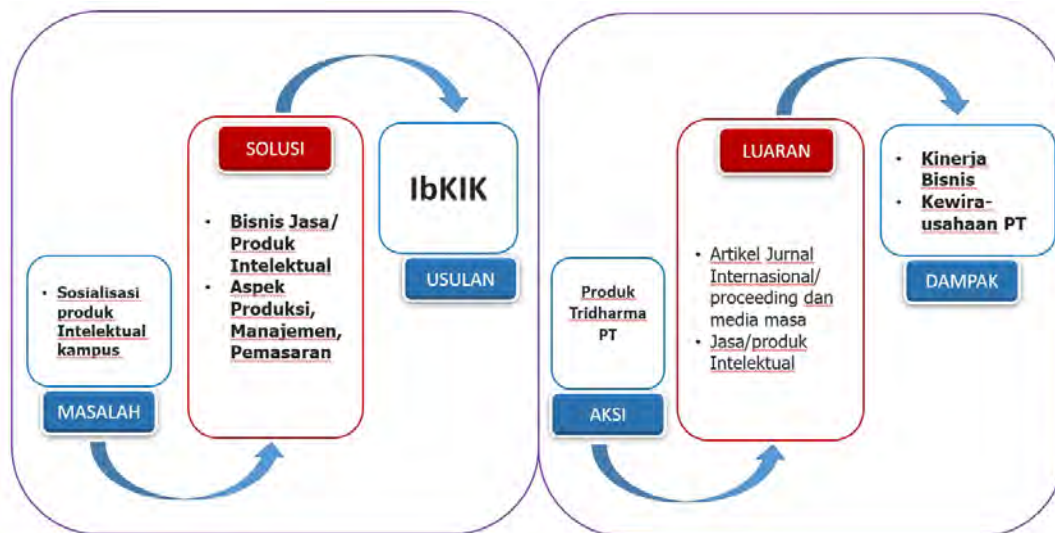 • Sosialisasi
produk
Intelektual
kampus
MASALAH
SOLUSI
• Bisnis Jasa/
Produk
Intelektual
• Aspek
Produksi,
Manajemen,
Pemasaran
IbKIK
USULAN
Produk
Tridharma
PT
AKSI
LUARAN
• Artikel Jurnal
Internasional/
proceeding dan
media masa
• Jasa/produk
Intelektual
• Kinerja
Bisnis
• Kewira-
usahaan PT
DAMPAK